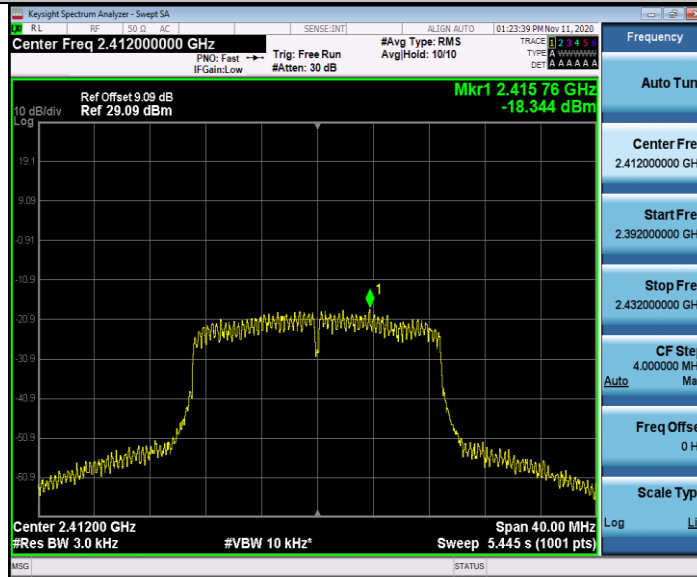 Keysight Spectrum Analyzer - Swept SA
RL RF 50 Ω AC SENSE:INT ALIGN AUTO 01:23:39 PM Nov 11, 2020
Center Freq 2.412000000 GHz
PNO: Fast
IFGain:Low
Trig: Free Run
#Atten: 30 dB
#Avg Type: RMS
Avg|Hold: 10/10
TRACE 1 2 3 4 5 6
TYPE A WWWWW
DET A A A A A A
Mkr1 2.415 76 GHz
-18.344 dBm
Ref Offset 9.09 dB
10 dB/div Ref 29.09 dBm
Log
19.1
9.09
-0.91
-10.9
-20.9
-30.9
-40.9
-50.9
-60.9
1
Center 2.41200 GHz Span 40.00 MHz
#Res BW 3.0 kHz #VBW 10 kHz* Sweep 5.445 s (1001 pts)
MSG STATUS
Frequency
Auto Tun
Center Fre
2.412000000 GH
Start Fre
2.392000000 GH
Stop Fre
2.432000000 GH
CF Ste
4.000000 MH
Auto Ma
Freq Offse
0 H
Scale Typ
Log Li